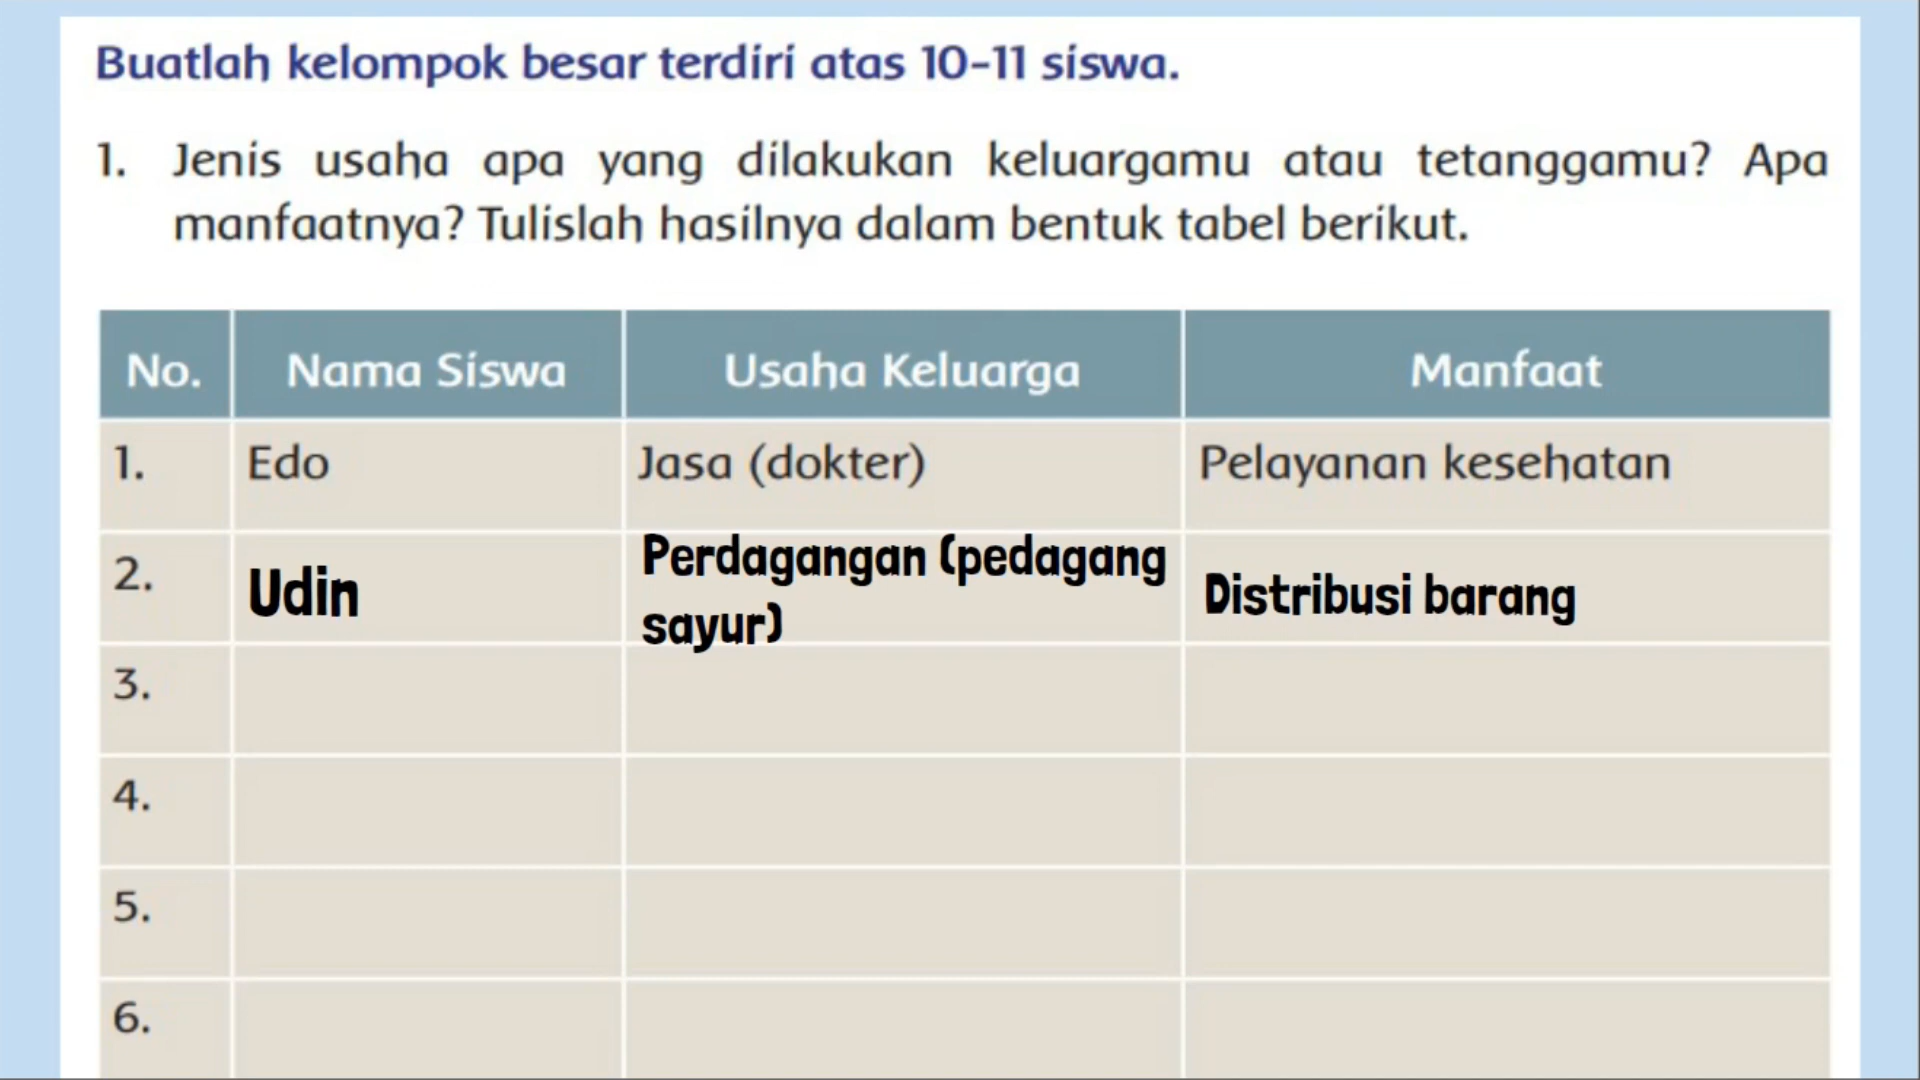 Buatlah kelompok besar terdiri atas 10-11 siswa.
1. Jenis usaha apa yang dilakukan keluargamu atau tetanggamu? Apa
manfaatnya? Tulislah hasilnya dalam bentuk tabel berikut.
No. Nama Siswa Usaha Keluarga Manfaat
1. Edo Jasa (dokter) Pelayanan kesehatan
2. Udin Perdagangan (pedagang
sayur) Distribusi barang
3.
4.
5.
6.